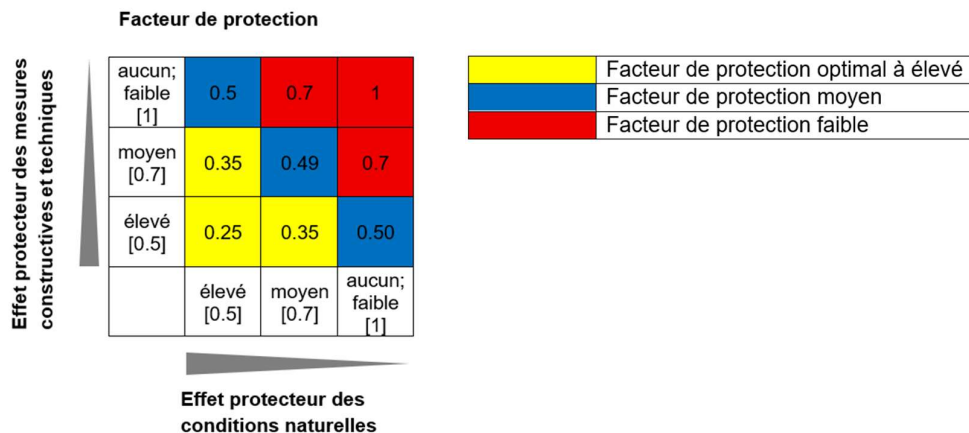 Facteur de protection
Effet protecteur des mesures
constructives et techniques
aucun;
faible
[1]
0.5
0.7
1
moyen
[0.7]
0.35
0.49
0.7
élevé
[0.5]
0.25
0.35
0.50
élevé
[0.5]
moyen
[0.7]
aucun;
faible
[1]
Effet protecteur des
conditions naturelles
Facteur de protection optimal à élevé
Facteur de protection moyen
Facteur de protection faible